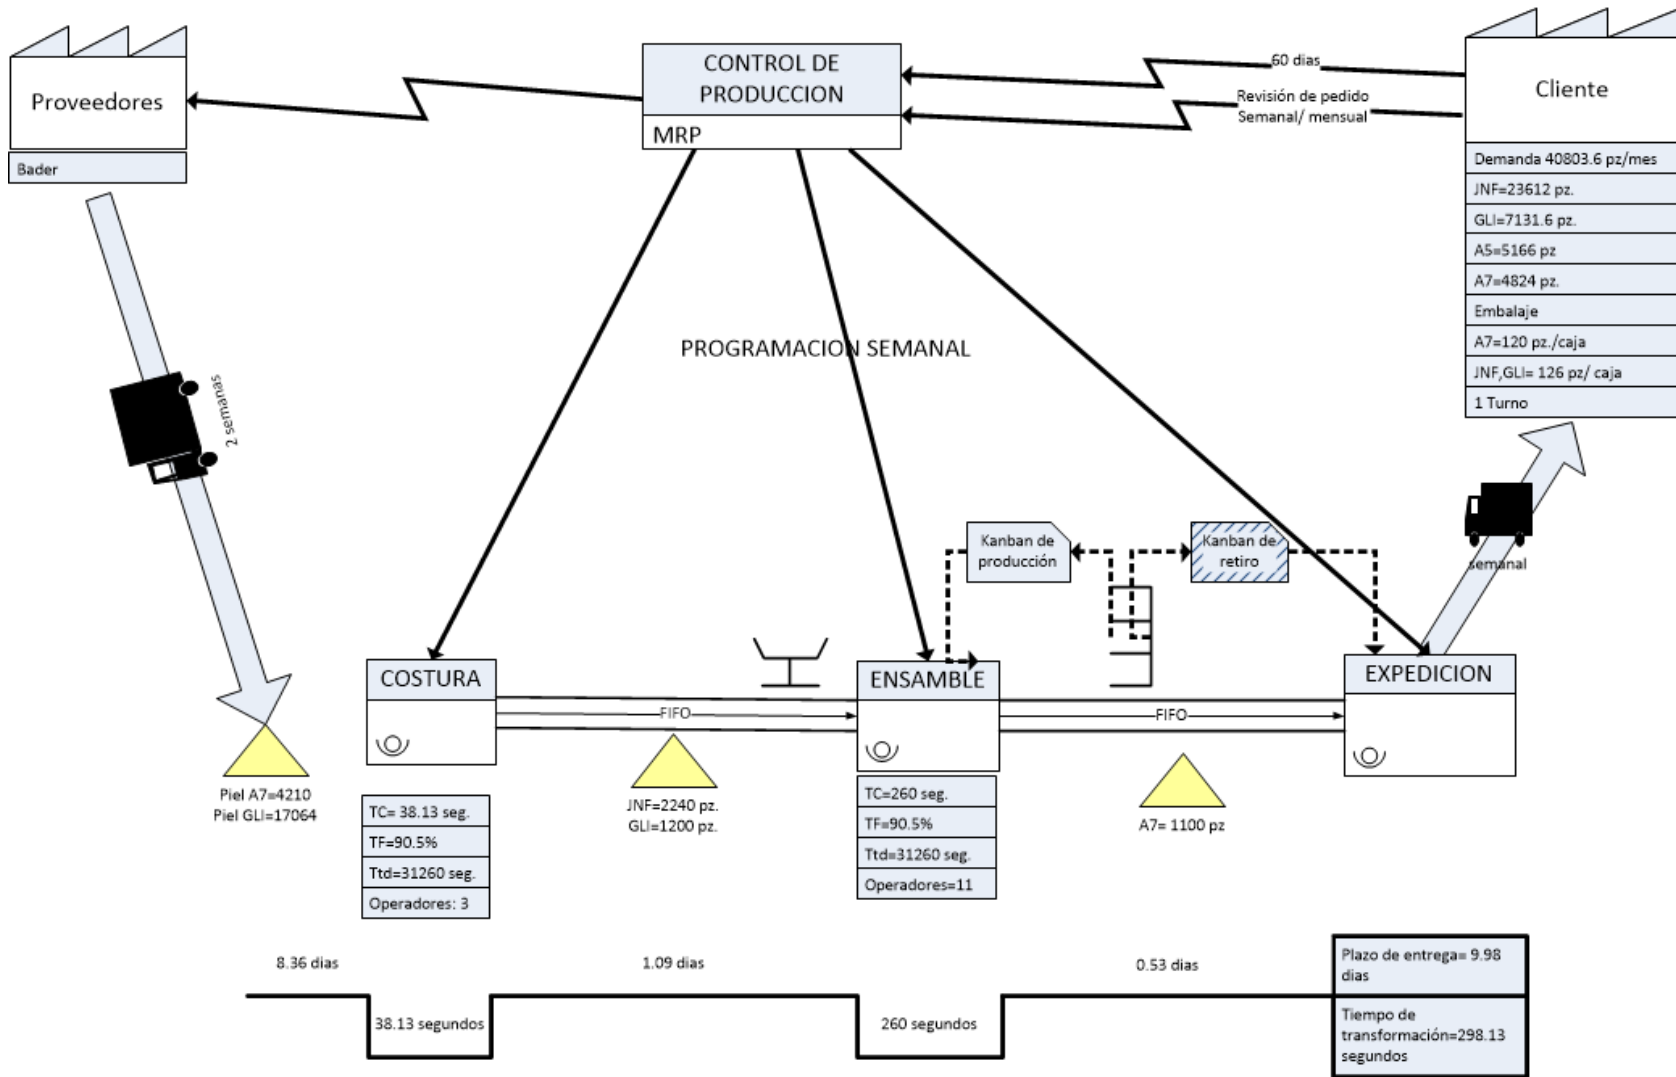 Proveedores
Bader
CONTROL DE
PRODUCCION
MRP
60 dias
Revisión de pedido
Semanal/ mensual
Cliente
Demanda 40803.6 pz/mes
JNF=23612 pz.
GLI=7131.6 pz.
A5=5166 pz
A7=4824 pz.
Embalaje
A7=120 pz./caja
JNF,GLI= 126 pz/ caja
1 Turno
PROGRAMACION SEMANAL
2 semanas
semanal
Kanban de
producción
Kanban de
retiro
COSTURA
FIFO
ENSAMBLE
FIFO
EXPEDICION
Piel A7=4210
Piel GLI=17064
TC= 38.13 seg.
TF=90.5%
Ttd=31260 seg.
Operadores: 3
JNF=2240 pz.
GLI=1200 pz.
TC=260 seg.
TF=90.5%
Ttd=31260 seg.
Operadores=11
A7= 1100 pz
8.36 dias
38.13 segundos
1.09 dias
260 segundos
0.53 dias
Plazo de entrega= 9.98
dias
Tiempo de
transformación=298.13
segundos